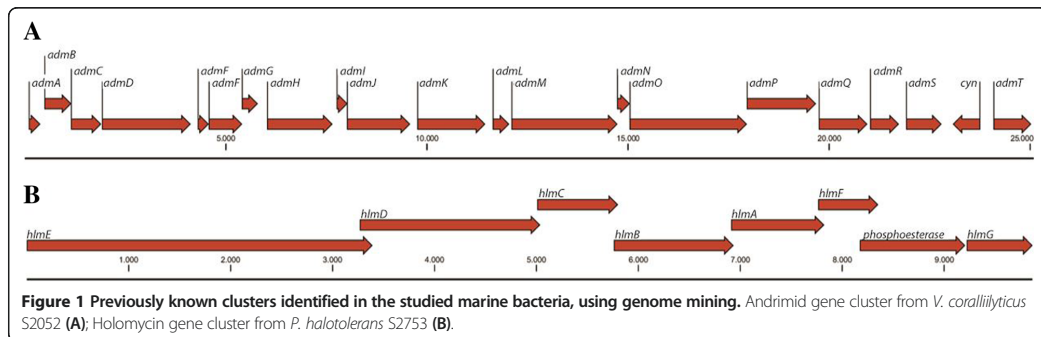 A
admB
admA admC admD admF admF admG admH admI admJ admK admL admM admN admO admP admQ admR admS cyn admT
5.000 10.000 15.000 20.000 25.000
B
hlmC hlmF
hlmD hlmA
hlmE hlmB phosphoesterase hlmG
1.000 2.000 3.000 4.000 5.000 6.000 7.000 8.000 9.000
Figure 1 Previously known clusters identified in the studied marine bacteria, using genome mining. Andrimid gene cluster from V. coralliilyticus
S2052 (A); Holomycin gene cluster from P. halotolerans S2753 (B).